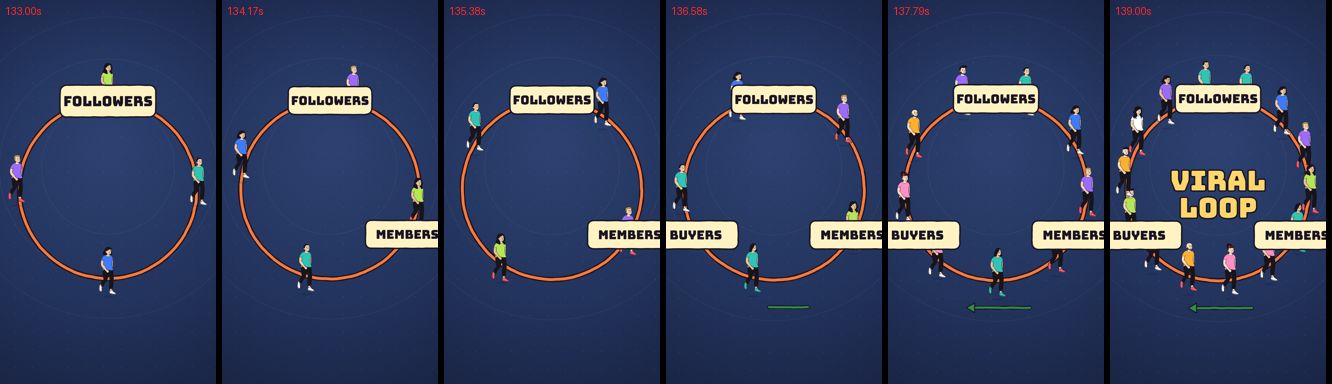 133.00s
FOLLOWERS
134.17s
FOLLOWERS
MEMBERS
135.38s
FOLLOWERS
MEMBERS
136.58s
FOLLOWERS
BUYERS
MEMBERS
137.79s
FOLLOWERS
BUYERS
MEMBERS
139.00s
FOLLOWERS
VIRAL
LOOP
BUYERS
MEMBERS